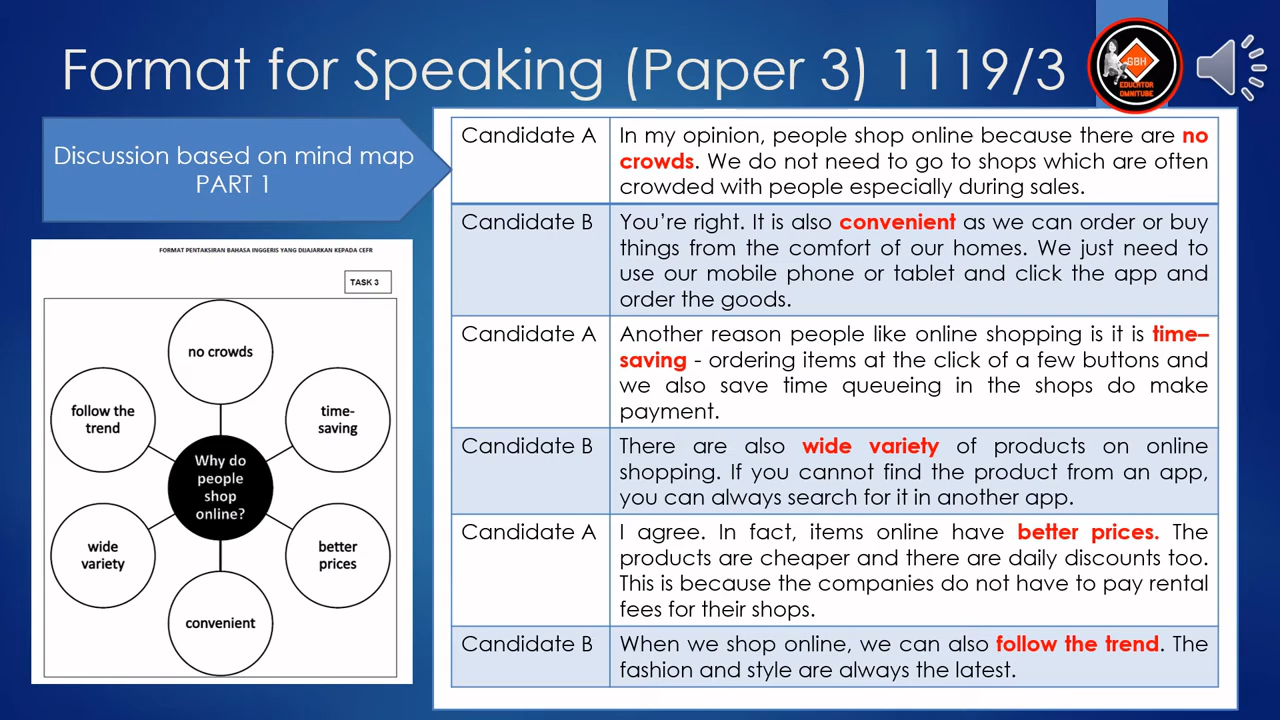 Format for Speaking (Paper 3) 1119/3
GBH
EDUCATOR
OMNITUBE
Discussion based on mind map
PART 1
FORMAT PENTAKSIRAN BAHASA INGGERIS YANG DIJAJARKAN KEPADA CEFR
TASK 3
no crowds
follow the
trend
time-
saving
Why do
people
shop
online?
wide
variety
better
prices
convenient
Candidate A
In my opinion, people shop online because there are no
crowds. We do not need to go to shops which are often
crowded with people especially during sales.
Candidate B
You're right. It is also convenient as we can order or buy
things from the comfort of our homes. We just need to
use our mobile phone or tablet and click the app and
order the goods.
Candidate A
Another reason people like online shopping is it is time–
saving - ordering items at the click of a few buttons and
we also save time queueing in the shops do make
payment.
Candidate B
There are also wide variety of products on online
shopping. If you cannot find the product from an app,
you can always search for it in another app.
Candidate A
I agree. In fact, items online have better prices. The
products are cheaper and there are daily discounts too.
This is because the companies do not have to pay rental
fees for their shops.
Candidate B
When we shop online, we can also follow the trend. The
fashion and style are always the latest.